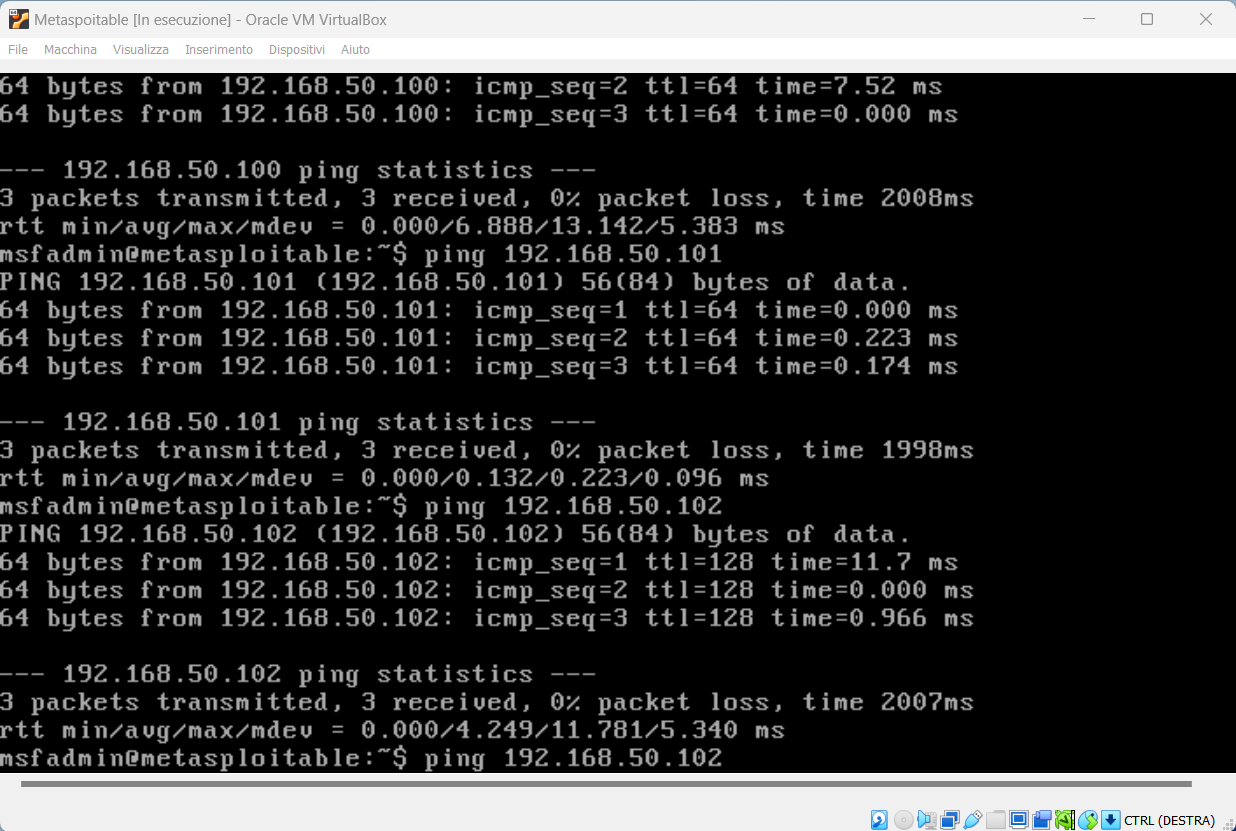 Metaspoitable [In esecuzione] - Oracle VM VirtualBox
File Macchina Visualizza Inserimento Dispositivi Aiuto
64 bytes from 192.168.50.100: icmp_seq=2 ttl=64 time=7.52 ms
64 bytes from 192.168.50.100: icmp_seq=3 ttl=64 time=0.000 ms
--- 192.168.50.100 ping statistics ---
3 packets transmitted, 3 received, 0% packet loss, time 2008ms
rtt min/avg/max/mdev = 0.000/6.888/13.142/5.383 ms
msfadmin@metasploitable:~$ ping 192.168.50.101
PING 192.168.50.101 (192.168.50.101) 56(84) bytes of data.
64 bytes from 192.168.50.101: icmp_seq=1 ttl=64 time=0.000 ms
64 bytes from 192.168.50.101: icmp_seq=2 ttl=64 time=0.223 ms
64 bytes from 192.168.50.101: icmp_seq=3 ttl=64 time=0.174 ms
--- 192.168.50.101 ping statistics ---
3 packets transmitted, 3 received, 0% packet loss, time 1998ms
rtt min/avg/max/mdev = 0.000/0.132/0.223/0.096 ms
msfadmin@metasploitable:~$ ping 192.168.50.102
PING 192.168.50.102 (192.168.50.102) 56(84) bytes of data.
64 bytes from 192.168.50.102: icmp_seq=1 ttl=128 time=11.7 ms
64 bytes from 192.168.50.102: icmp_seq=2 ttl=128 time=0.000 ms
64 bytes from 192.168.50.102: icmp_seq=3 ttl=128 time=0.966 ms
--- 192.168.50.102 ping statistics ---
3 packets transmitted, 3 received, 0% packet loss, time 2007ms
rtt min/avg/max/mdev = 0.000/4.249/11.781/5.340 ms
msfadmin@metasploitable:~$ ping 192.168.50.102
CTRL (DESTRA)